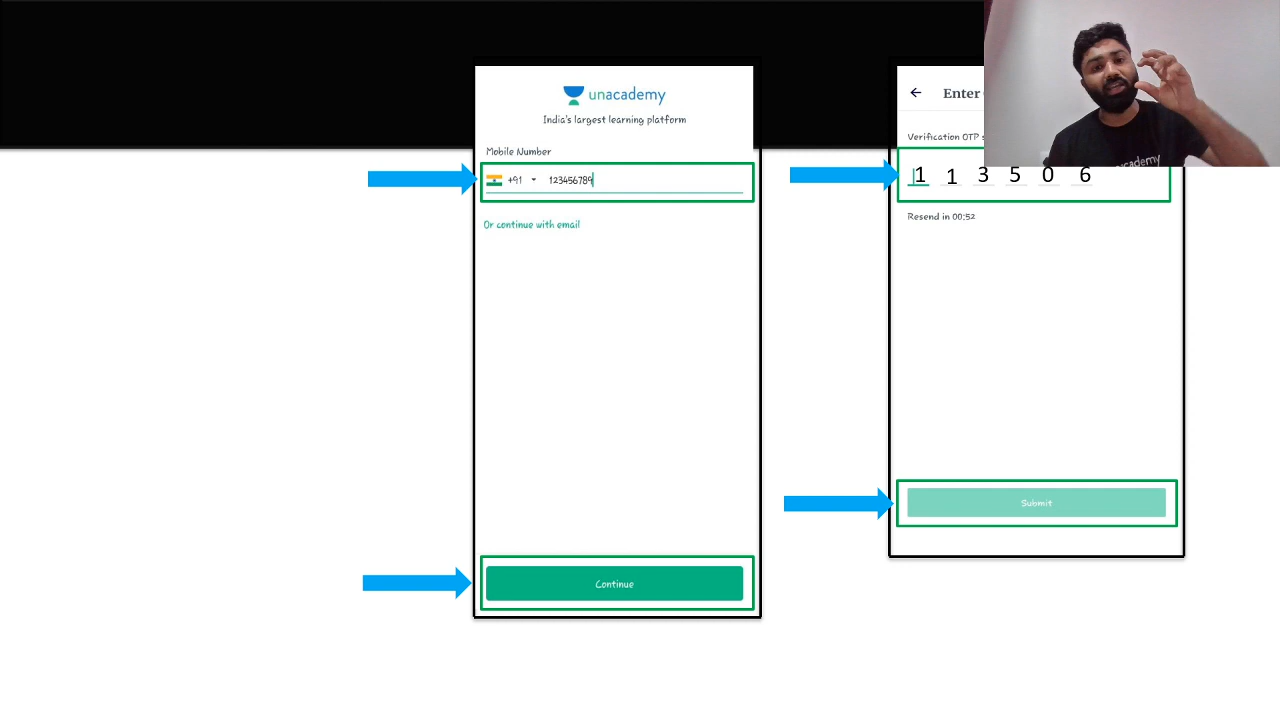 unacademy
India's largest learning platform
Mobile Number
+91 123456789
Or continue with email
Continue
Enter
Verification OTP
1 1 3 5 0 6
Resend in 00:52
Submit
academy